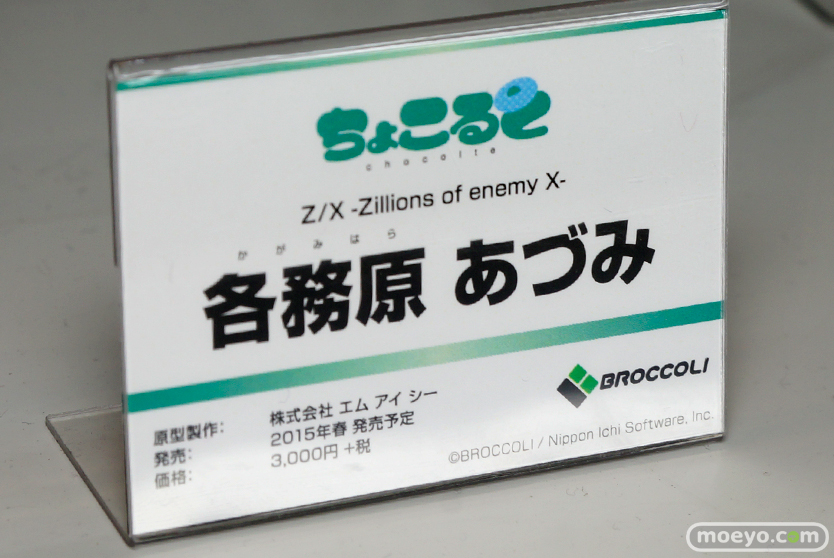 ちょこると
chocolte
Z/X -Zillions of enemy X-
かがみはら
各務原 あづみ
BROCCOLI
原型製作： 株式会社 エム アイ シー
発売： 2015年春 発売予定
価格： 3,000円 +税
©BROCCOLI / Nippon Ichi Software, Inc.
moeyo.com